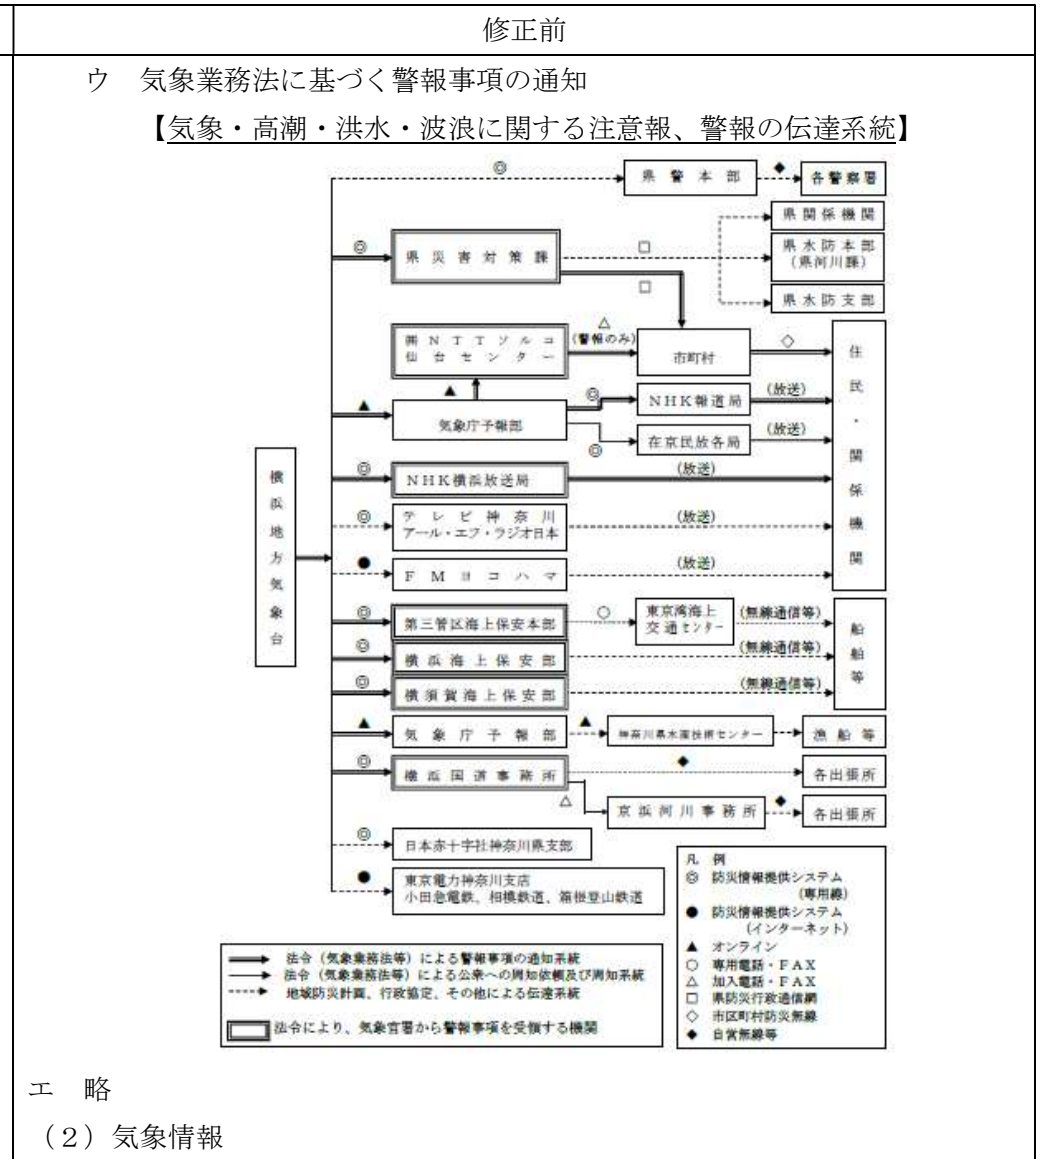 修正前
ウ 気象業務法に基づく警報事項の通知
【気象・高潮・洪水・波浪に関する注意報、警報の伝達系統】
◎
県警本部
◆
各警察署
県関係機関
◎
県災害対策課
□
県水防本部
(県河川課)
□
県水防支部
㈱NTTソルコ
仙台センター
△
(警報のみ)
市町村
◇
住民・関係機関
▲
▲
気象庁予報部
◎
NHK報道局
(放送)
◎
在京民放各局
(放送)
横浜地方気象台
◎
NHK横浜放送局
(放送)
◎
テレビ神奈川
アール・エフ・ラジオ日本
(放送)
●
FMヨコハマ
(放送)
◎
第三管区海上保安本部
○
東京湾海上
交通センター
(無線通信等)
船舶等
◎
横浜海上保安部
(無線通信等)
◎
横須賀海上保安部
(無線通信等)
▲
気象庁予報部
▲
神奈川県水産技術センター
漁船等
◎
横浜国道事務所
◆
各出張所
△
京浜河川事務所
◆
各出張所
◎
日本赤十字社神奈川県支部
●
東京電力神奈川支店
小田急電鉄、相模鉄道、箱根登山鉄道
凡例
◎ 防災情報提供システム
(専用線)
● 防災情報提供システム
(インターネット)
▲ オンライン
○ 専用電話・FAX
△ 加入電話・FAX
□ 県防災行政通信網
◇ 市区町村防災無線
◆ 自営無線等
法令(気象業務法等)による警報事項の通知系統
法令(気象業務法等)による公衆への周知依頼及び周知系統
地域防災計画、行政協定、その他による伝達系統
法令により、気象官署から警報事項を受領する機関
エ 略
(2)気象情報